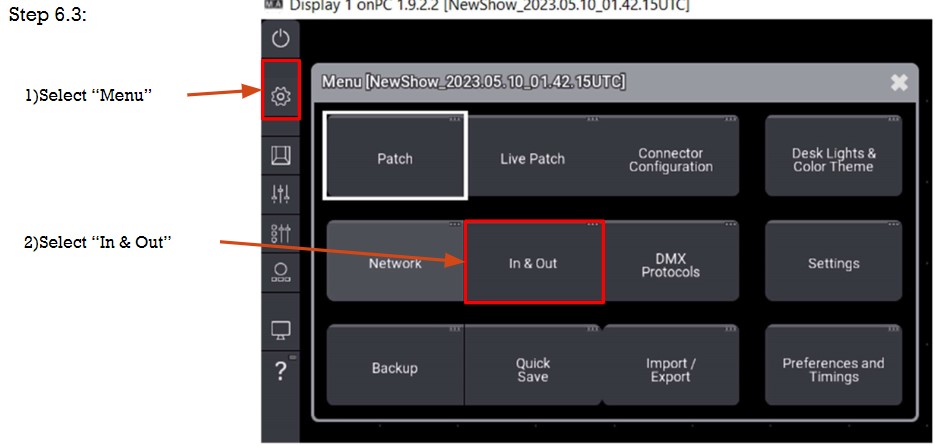 Display 1 onPC 1.9.2.2 [NewShow_2023.05.10_01.42.15UTC]
Step 6.3:
Menu [NewShow_2023.05.10_01.42.15UTC]
1)Select “Menu”
Patch
Live Patch
Connector
Configuration
Desk Lights &
Color Theme
2)Select “In & Out”
Network
In & Out
DMX
Protocols
Settings
Backup
Quick
Save
Import /
Export
Preferences and
Timings
?